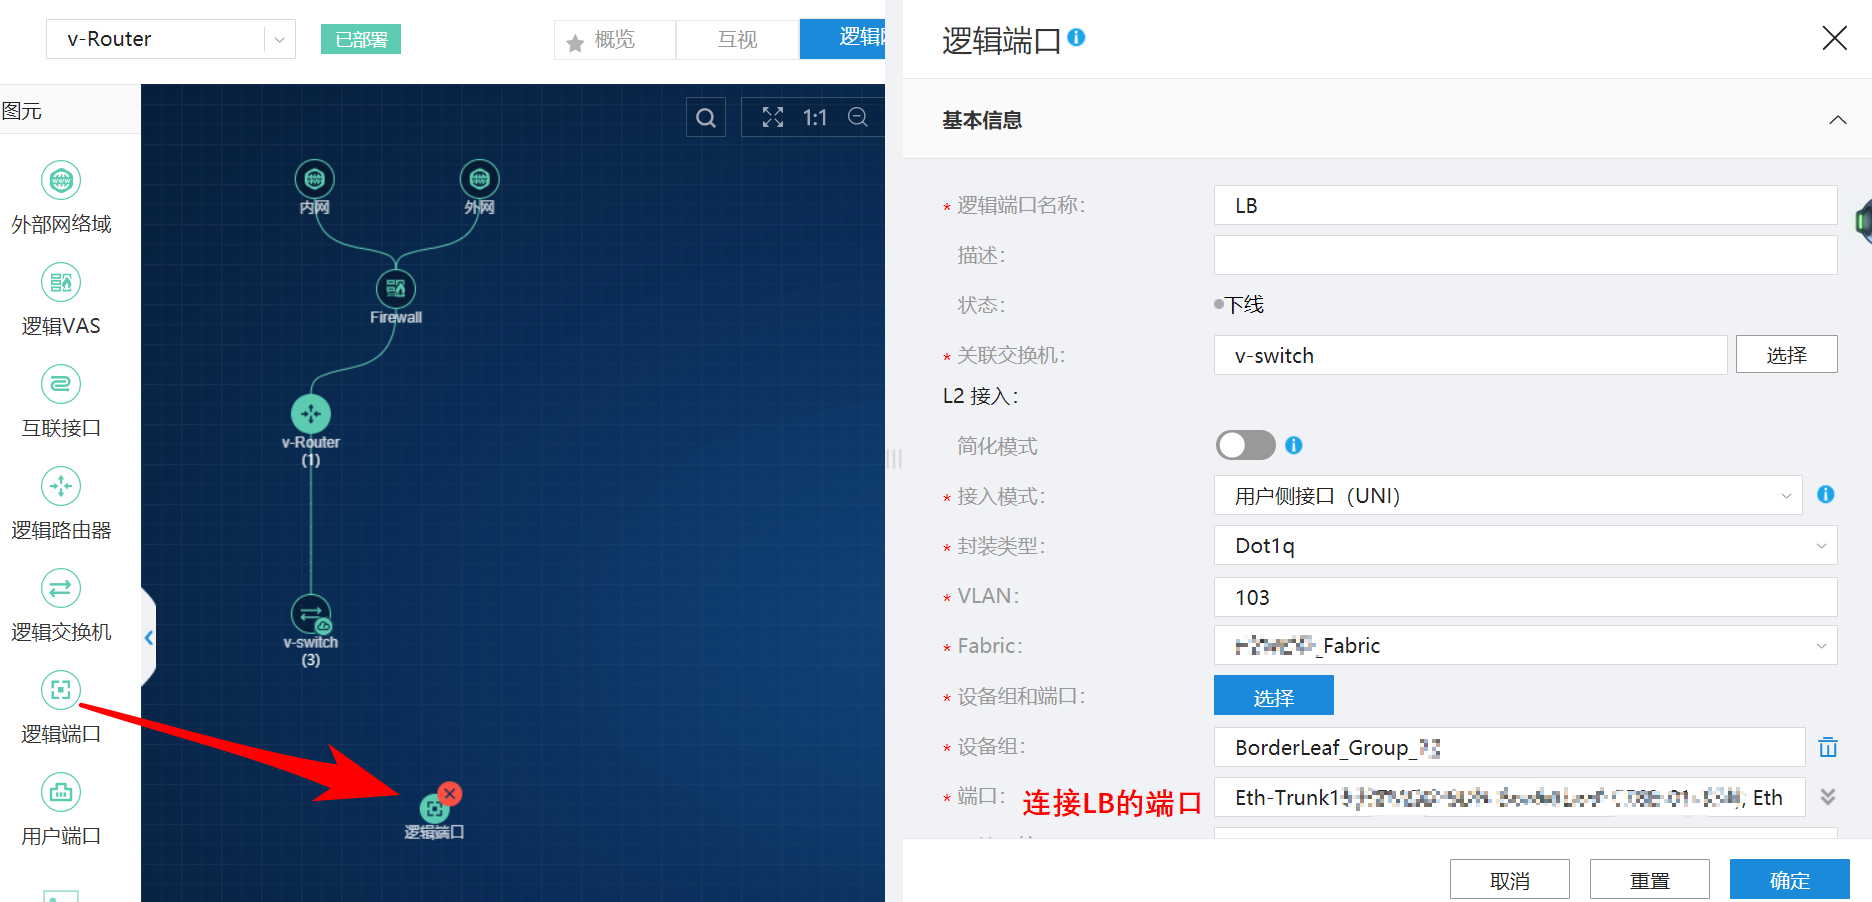 v-Router
已部署
概览
互视
逻辑
图元
外部网络域
逻辑VAS
互联接口
逻辑路由器
逻辑交换机
逻辑端口
用户端口
1:1
内网
外网
Firewall
v-Router
(1)
v-switch
(3)
逻辑端口
逻辑端口
基本信息
* 逻辑端口名称: LB
描述:
状态: 下线
* 关联交换机: v-switch 选择
L2 接入:
简化模式
* 接入模式: 用户侧接口（UNI）
* 封装类型: Dot1q
* VLAN: 103
* Fabric: _Fabric
* 设备组和端口: 选择
* 设备组: BorderLeaf_Group_
* 端口: 连接LB的端口 Eth-Trunk1 ; Eth
取消
重置
确定